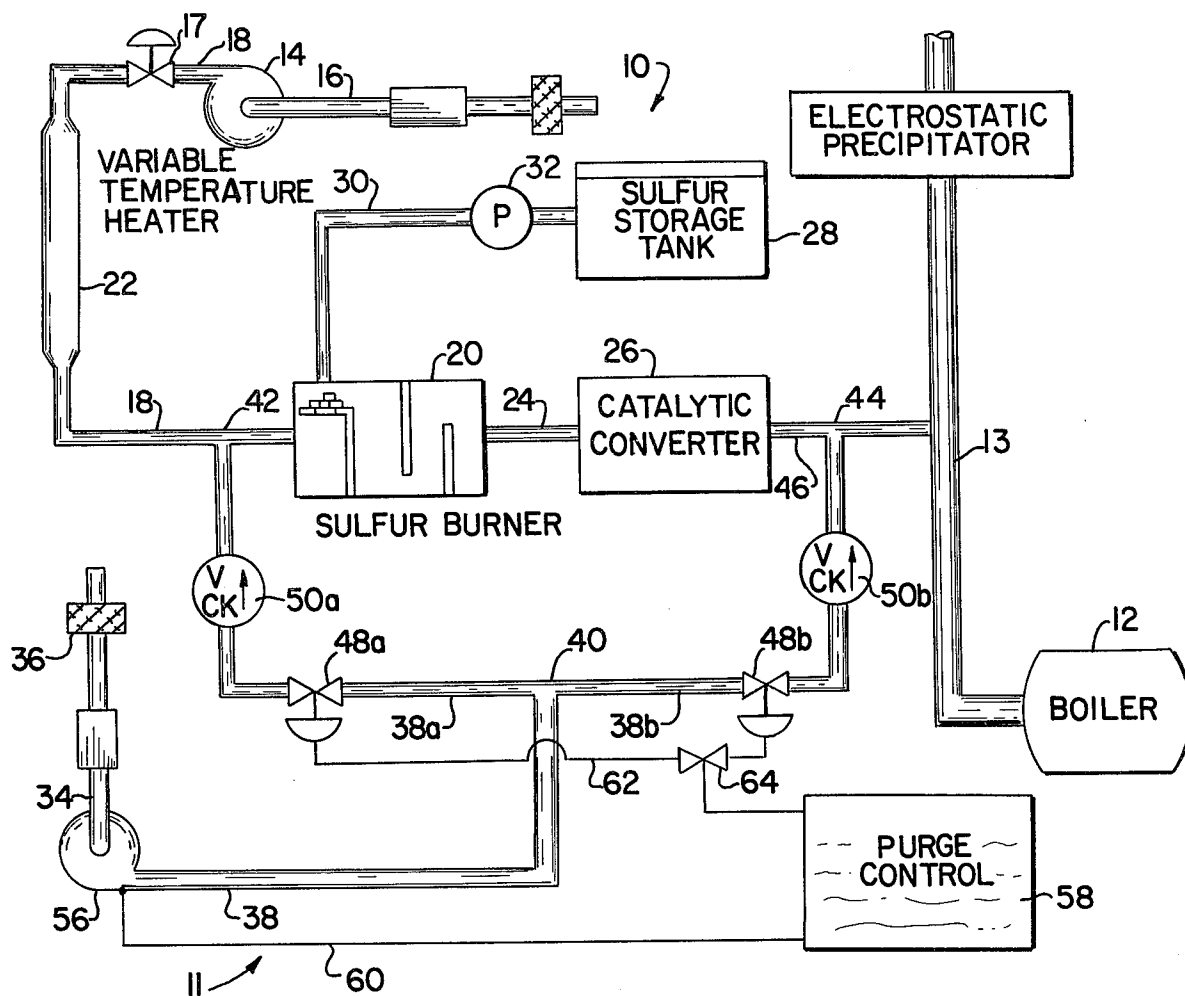 17
18
14
16
10
ELECTROSTATIC
PRECIPITATOR
VARIABLE
TEMPERATURE
HEATER
30
32
P
SULFUR
STORAGE
TANK
28
22
20
26
18
42
24
CATALYTIC
CONVERTER
44
46
13
SULFUR BURNER
V
CK
50a
V
CK
50b
36
48a
40
48b
12
38a
38b
BOILER
34
62
64
PURGE
CONTROL
58
56
38
60
11